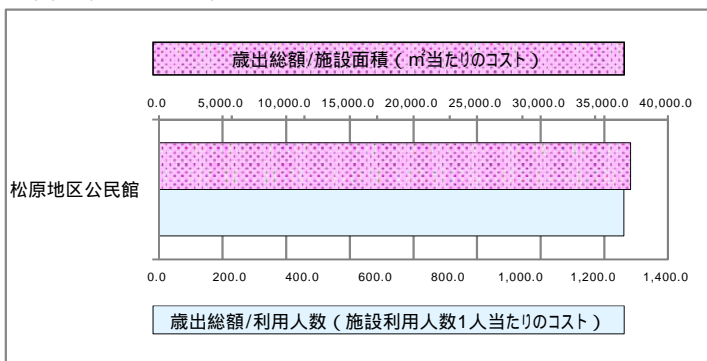 歳出総額/施設面積(㎡当たりのコスト)
0.0 5,000.0 10,000.0 15,000.0 20,000.0 25,000.0 30,000.0 35,000.0 40,000.0
松原地区公民館
0.0 200.0 400.0 600.0 800.0 1,000.0 1,200.0 1,400.0
歳出総額/利用人数(施設利用人数1人当たりのコスト)